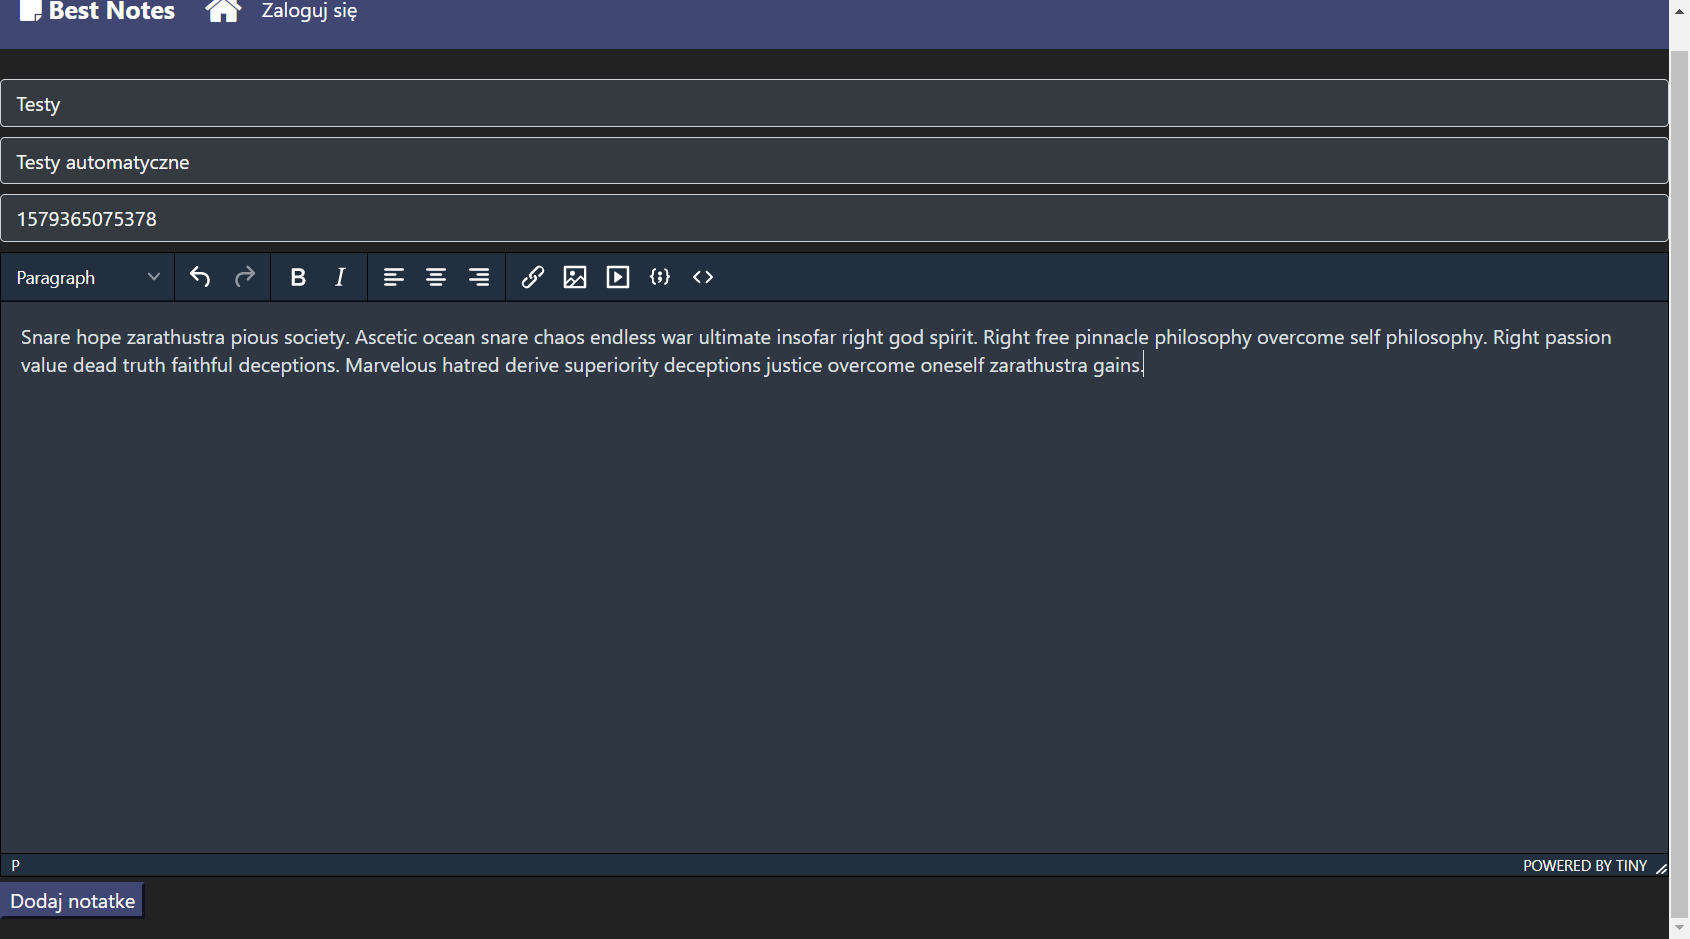 Best Notes Zaloguj się
Testy
Testy automatyczne
1579365075378
Paragraph B I
Snare hope zarathustra pious society. Ascetic ocean snare chaos endless war ultimate insofar right god spirit. Right free pinnacle philosophy overcome self philosophy. Right passion
value dead truth faithful deceptions. Marvelous hatred derive superiority deceptions justice overcome oneself zarathustra gains.
P POWERED BY TINY
Dodaj notatke